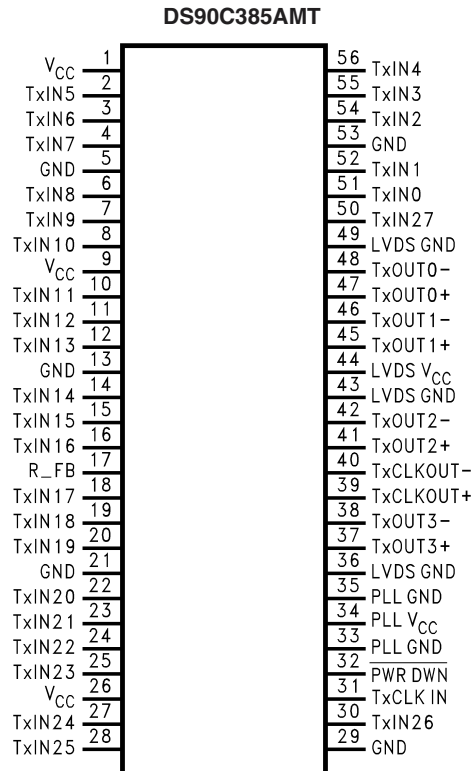 DS90C385AMT
VCC 1 56 TxIN4
TxIN5 2 55 TxIN3
TxIN6 3 54 TxIN2
TxIN7 4 53 GND
GND 5 52 TxIN1
TxIN8 6 51 TxIN0
TxIN9 7 50 TxIN27
TxIN10 8 49 LVDS GND
VCC 9 48 TxOUT0-
TxIN11 10 47 TxOUT0+
TxIN12 11 46 TxOUT1-
TxIN13 12 45 TxOUT1+
GND 13 44 LVDS VCC
TxIN14 14 43 LVDS GND
TxIN15 15 42 TxOUT2-
TxIN16 16 41 TxOUT2+
R_FB 17 40 TxCLKOUT-
TxIN17 18 39 TxCLKOUT+
TxIN18 19 38 TxOUT3-
TxIN19 20 37 TxOUT3+
GND 21 36 LVDS GND
TxIN20 22 35 PLL GND
TxIN21 23 34 PLL VCC
TxIN22 24 33 PLL GND
TxIN23 25 32 PWR DWN
VCC 26 31 TxCLK IN
TxIN24 27 30 TxIN26
TxIN25 28 29 GND